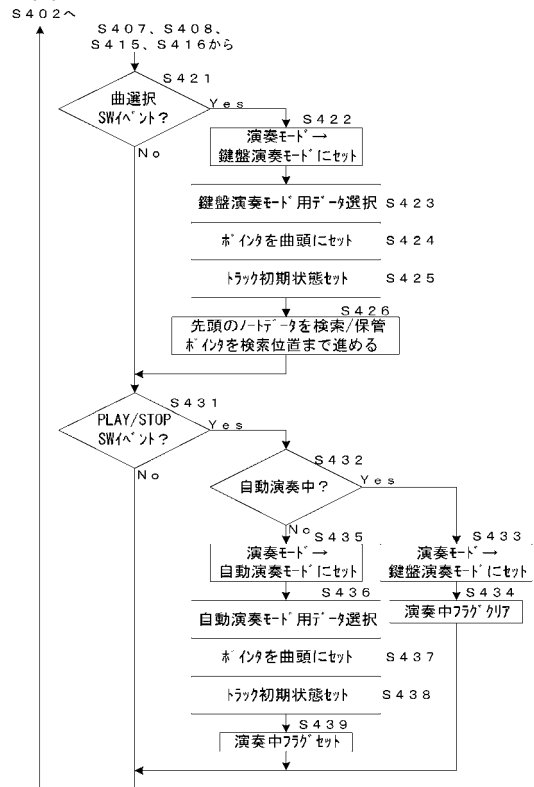 S402へ
S407、S408、
S415、S416から
S421
曲選択
SWイベント?
Yes
No
S422
演奏モード→
鍵盤演奏モードにセット
鍵盤演奏モード用データ選択 S423
ポインタを曲頭にセット S424
トラック初期状態セット S425
S426
先頭のノートデータを検索/保管
ポインタを検索位置まで進める
S431
PLAY/STOP
SWイベント?
Yes
No
S432
自動演奏中?
Yes
No
S435
演奏モード→
自動演奏モードにセット
S433
演奏モード→
鍵盤演奏モードにセット
S434
演奏中フラグクリア
S436
自動演奏モード用データ選択
ポインタを曲頭にセット S437
トラック初期状態セット S438
S439
演奏中フラグセット